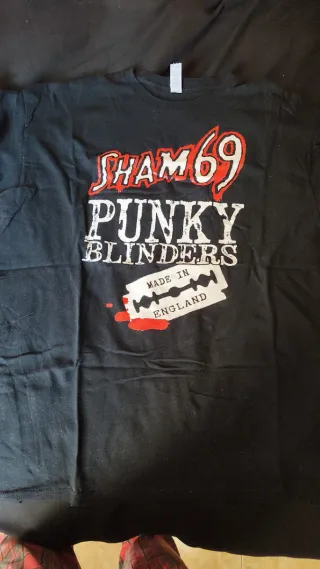 SHAM 69
PUNKY
BLINDERS
MADE IN
ENGLAND